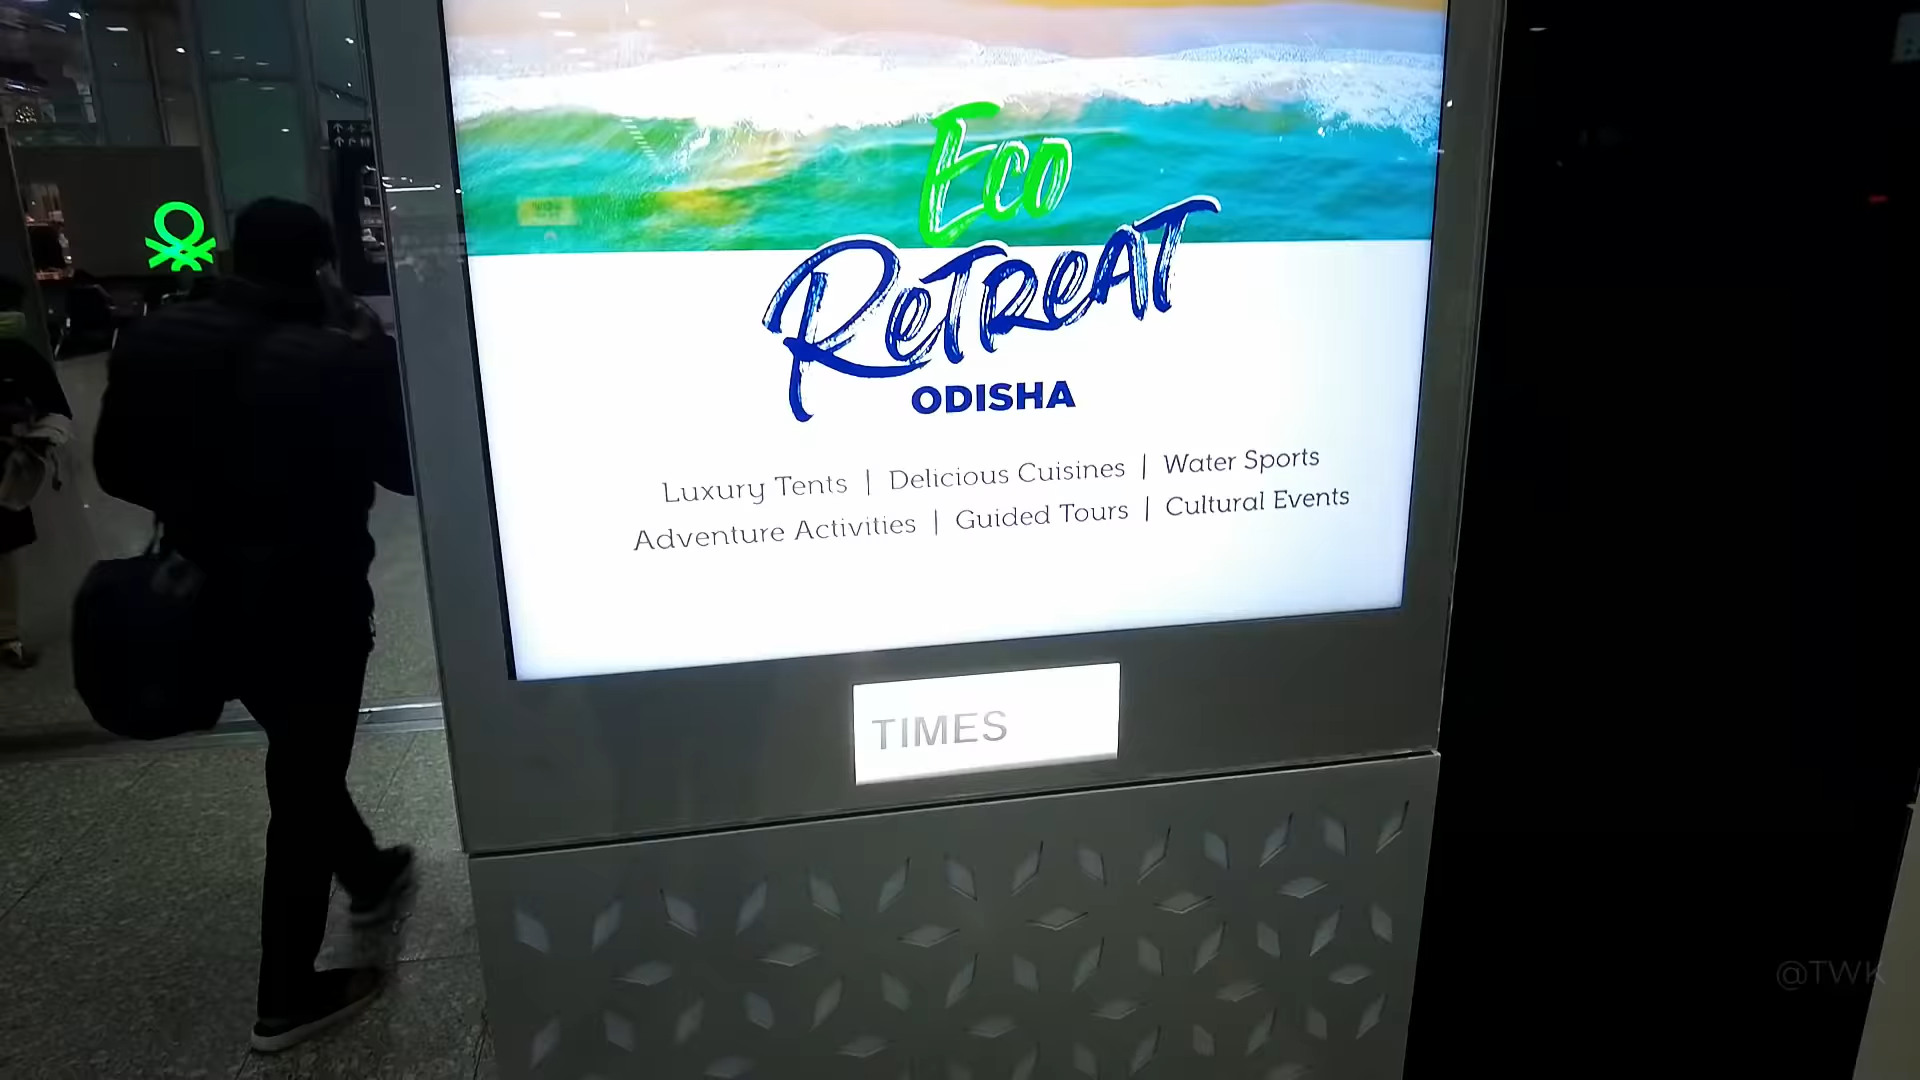 Eco
ReTReAT
ODISHA
Luxury Tents | Delicious Cuisines | Water Sports
Adventure Activities | Guided Tours | Cultural Events
TIMES
@TWK